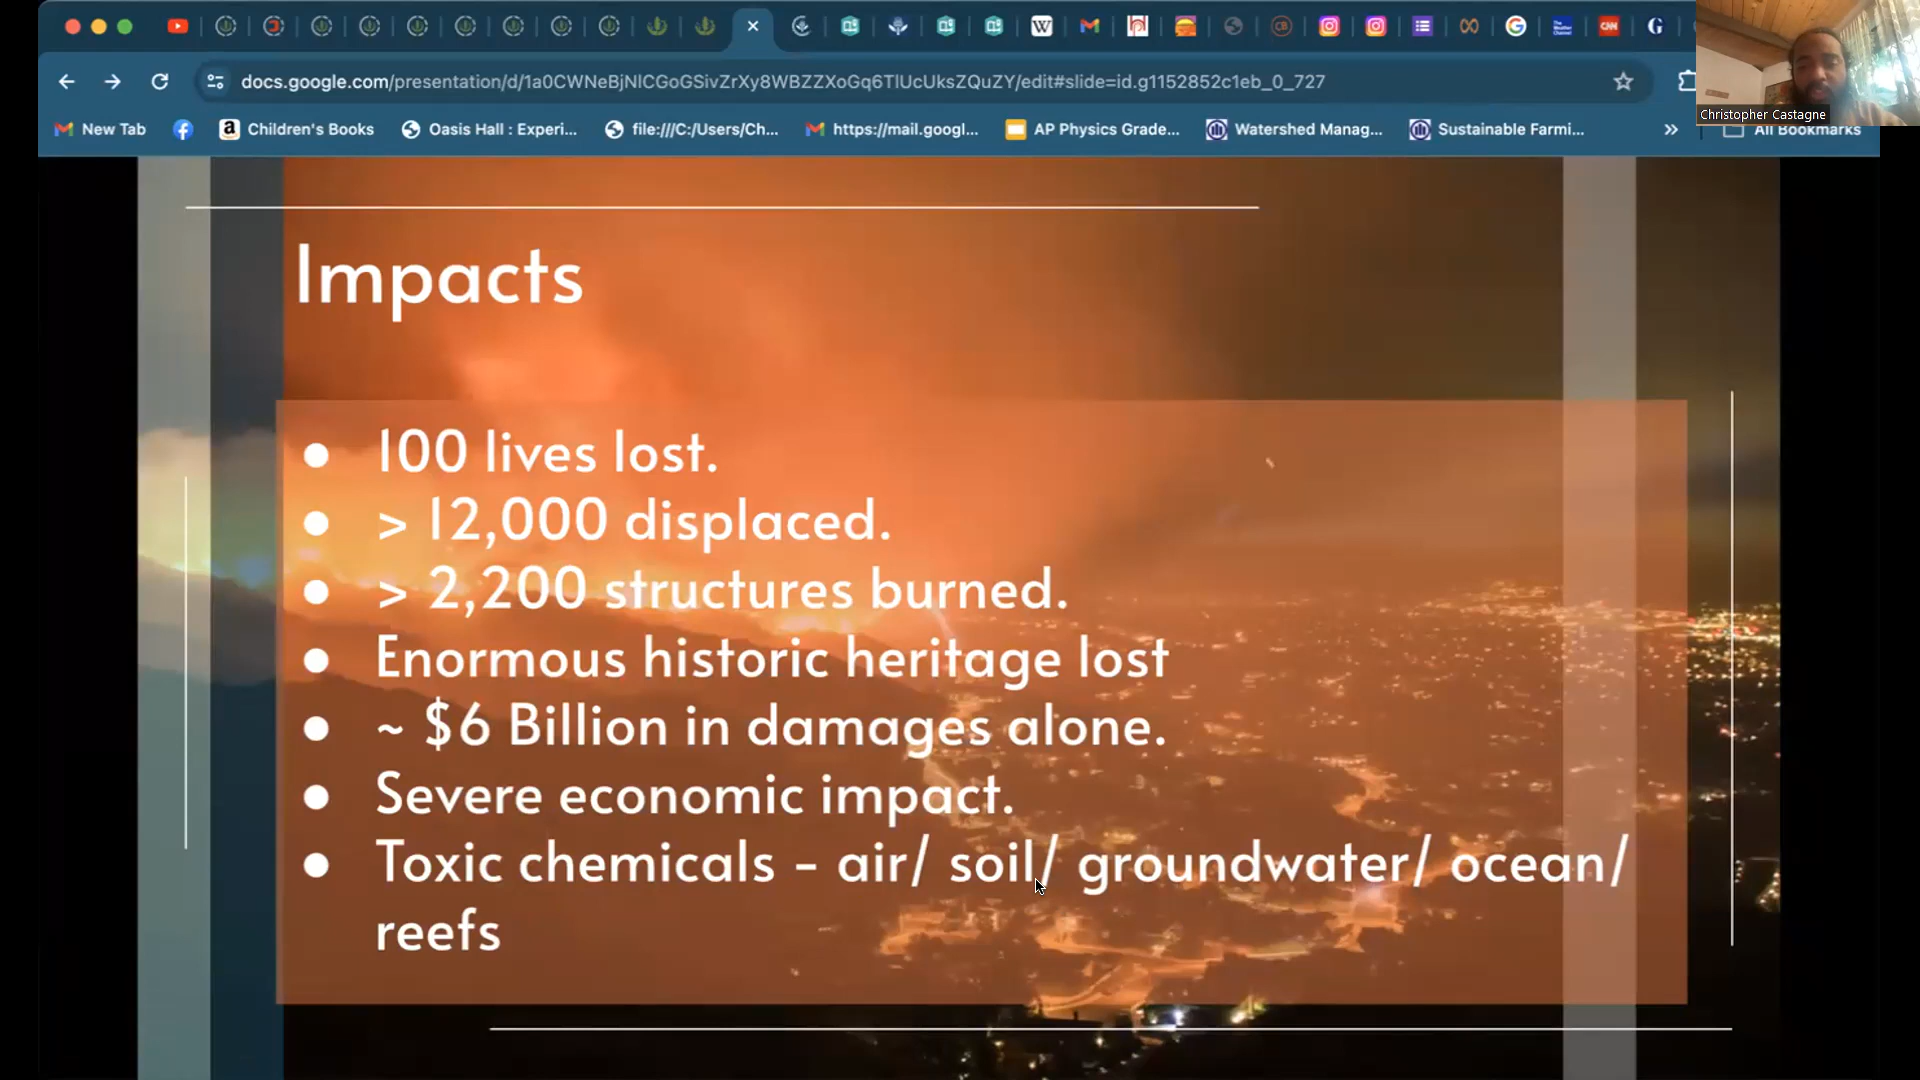 docs.google.com/presentation/d/1a0CWNeBjNlCGoGSivZrXy8WBZZXoGq6TlUcUksZQuZY/edit#slide=id.g1152852c1eb_0_727
New Tab
Children's Books
Oasis Hall : Experi...
file:///C:/Users/Ch...
https://mail.googl...
AP Physics Grade...
Watershed Manag...
Sustainable Farmi...
»
All Bookmarks
Christopher Castagne
Impacts
● 100 lives lost.
● > 12,000 displaced.
● > 2,200 structures burned.
● Enormous historic heritage lost
● ~ $6 Billion in damages alone.
● Severe economic impact.
● Toxic chemicals - air/ soil/ groundwater/ ocean/
reefs